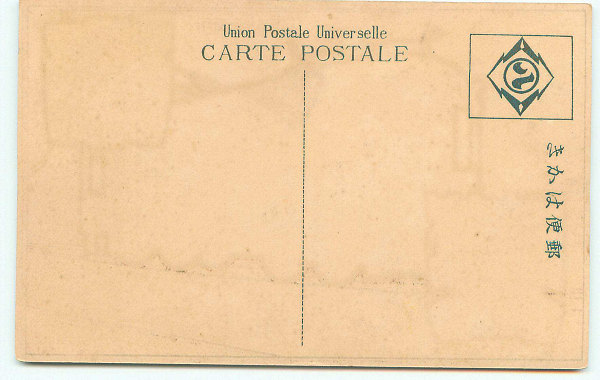 Union Postale Universelle
CARTE POSTALE
郵便はかき